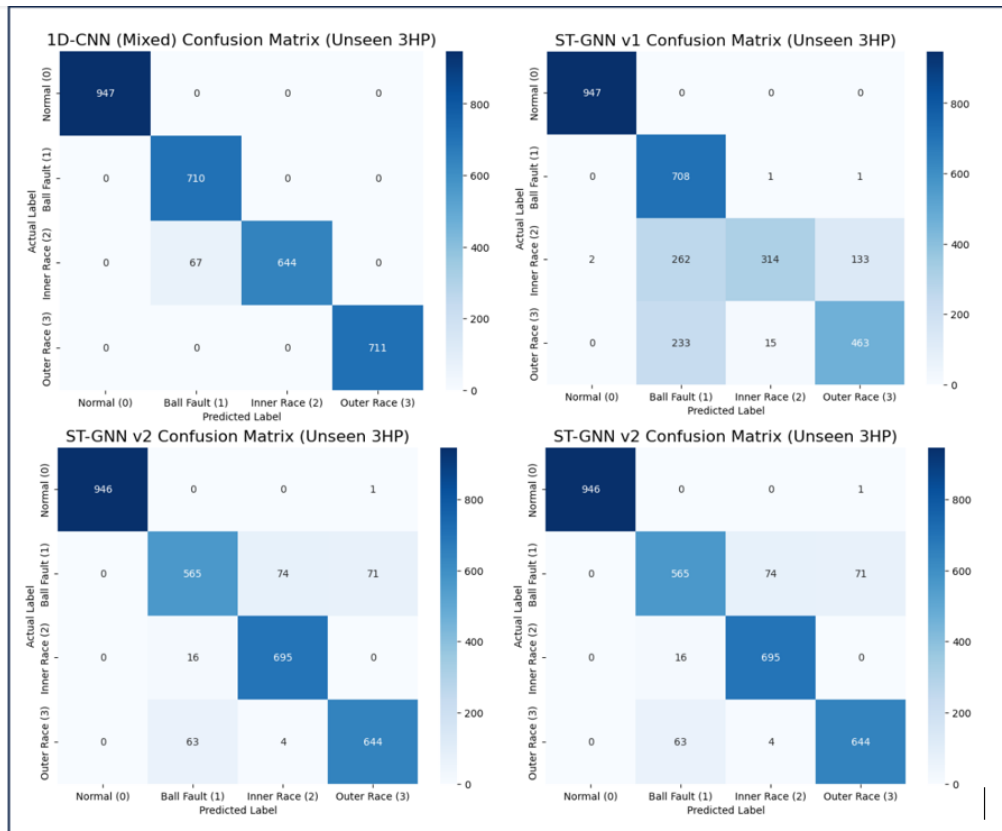 1D-CNN (Mixed) Confusion Matrix (Unseen 3HP)
Actual Label
Normal (0)
947 0 0 0
800
Ball Fault (1)
0 710 0 0
600
Inner Race (2)
0 67 644 0
400
200
Outer Race (3)
0 0 0 711
0
Normal (0) Ball Fault (1) Inner Race (2) Outer Race (3)
Predicted Label
ST-GNN v1 Confusion Matrix (Unseen 3HP)
Actual Label
Normal (0)
947 0 0 0
800
Ball Fault (1)
0 708 1 1
600
Inner Race (2)
2 262 314 133
400
200
Outer Race (3)
0 233 15 463
0
Normal (0) Ball Fault (1) Inner Race (2) Outer Race (3)
Predicted Label
ST-GNN v2 Confusion Matrix (Unseen 3HP)
Actual Label
Normal (0)
946 0 0 1
800
Ball Fault (1)
0 565 74 71
600
Inner Race (2)
0 16 695 0
400
200
Outer Race (3)
0 63 4 644
0
Normal (0) Ball Fault (1) Inner Race (2) Outer Race (3)
Predicted Label
ST-GNN v2 Confusion Matrix (Unseen 3HP)
Actual Label
Normal (0)
946 0 0 1
800
Ball Fault (1)
0 565 74 71
600
Inner Race (2)
0 16 695 0
400
200
Outer Race (3)
0 63 4 644
0
Normal (0) Ball Fault (1) Inner Race (2) Outer Race (3)
Predicted Label